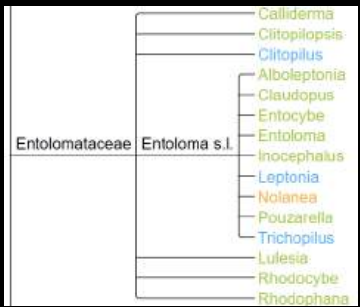 Calliderma
Clitopilopsis
Clitopilus
Alboleptonia
Claudopus
Entocybe
Entoloma
Entolomataceae Entoloma s.l.
Inocephalus
Leptonia
Nolanea
Pouzarella
Trichopilus
Lulesia
Rhodocybe
Rhodophana